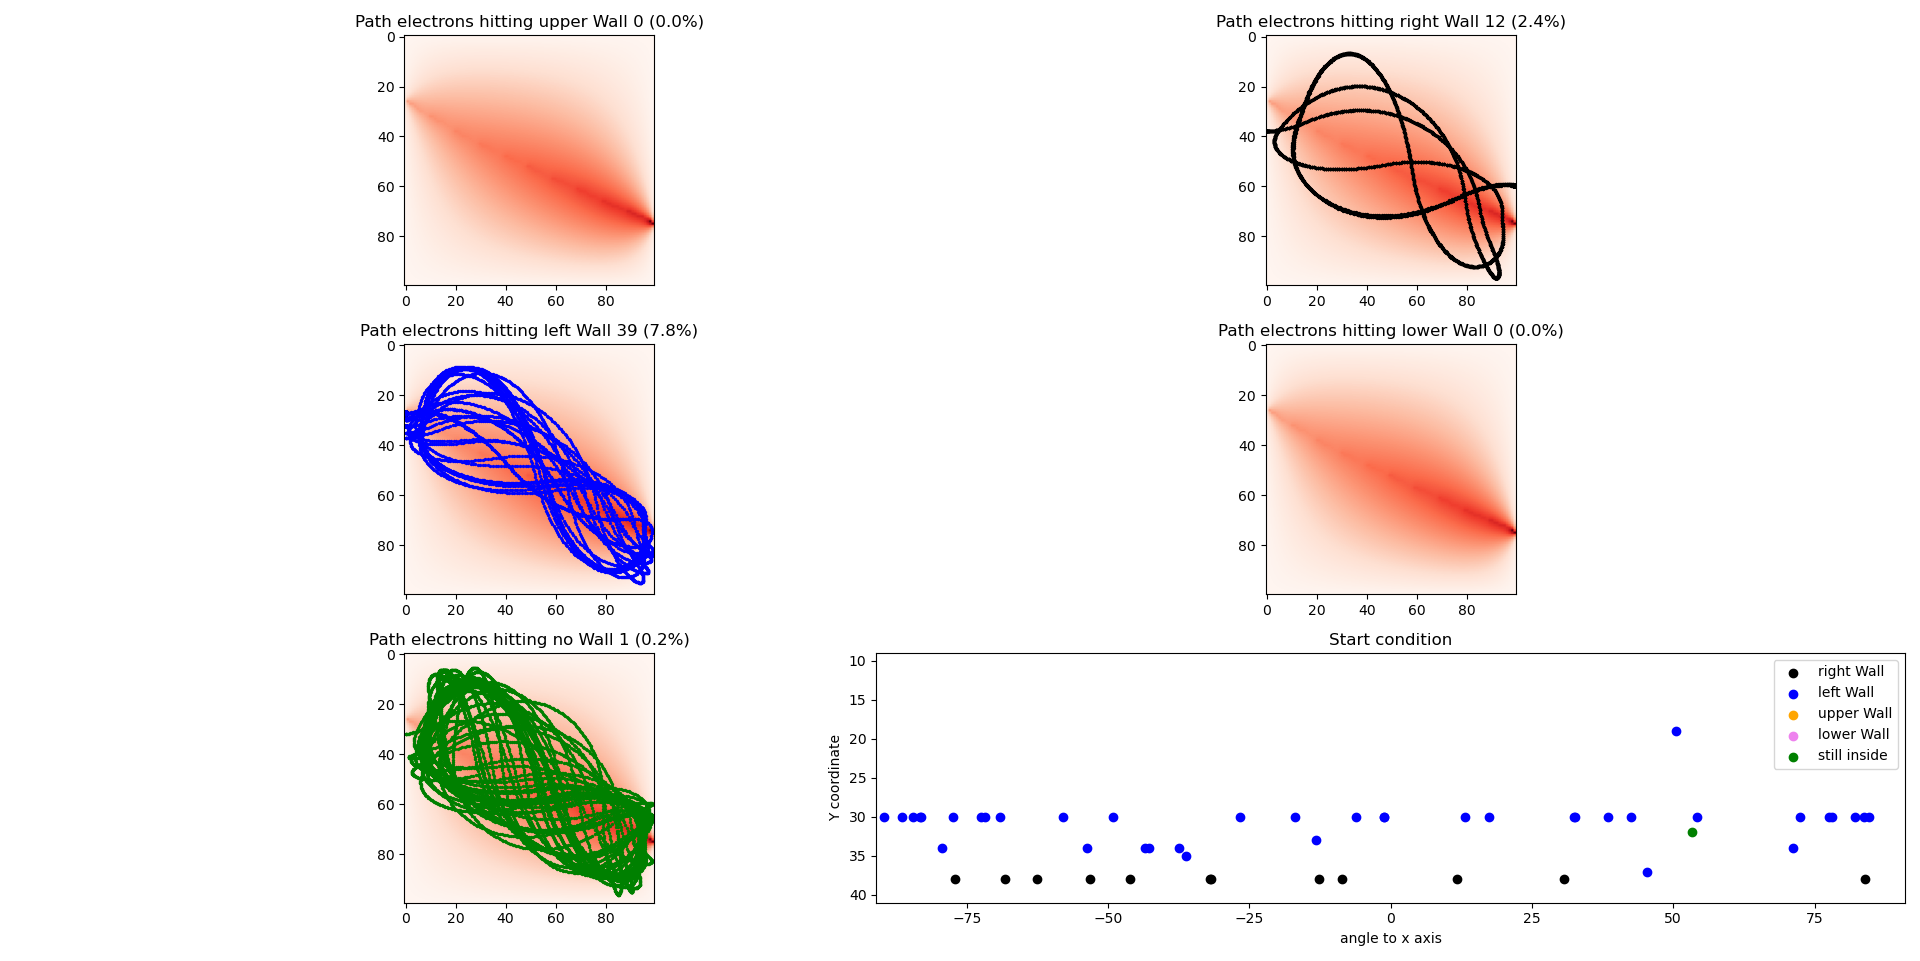 Path electrons hitting upper Wall 0 (0.0%)
0
20
40
60
80
0 20 40 60 80
Path electrons hitting right Wall 12 (2.4%)
0
20
40
60
80
0 20 40 60 80
Path electrons hitting left Wall 39 (7.8%)
0
20
40
60
80
0 20 40 60 80
Path electrons hitting lower Wall 0 (0.0%)
0
20
40
60
80
0 20 40 60 80
Path electrons hitting no Wall 1 (0.2%)
0
20
40
60
80
0 20 40 60 80
Start condition
Y coordinate
10
15
20
25
30
35
40
right Wall
left Wall
upper Wall
lower Wall
still inside
−75 −50 −25 0 25 50 75
angle to x axis